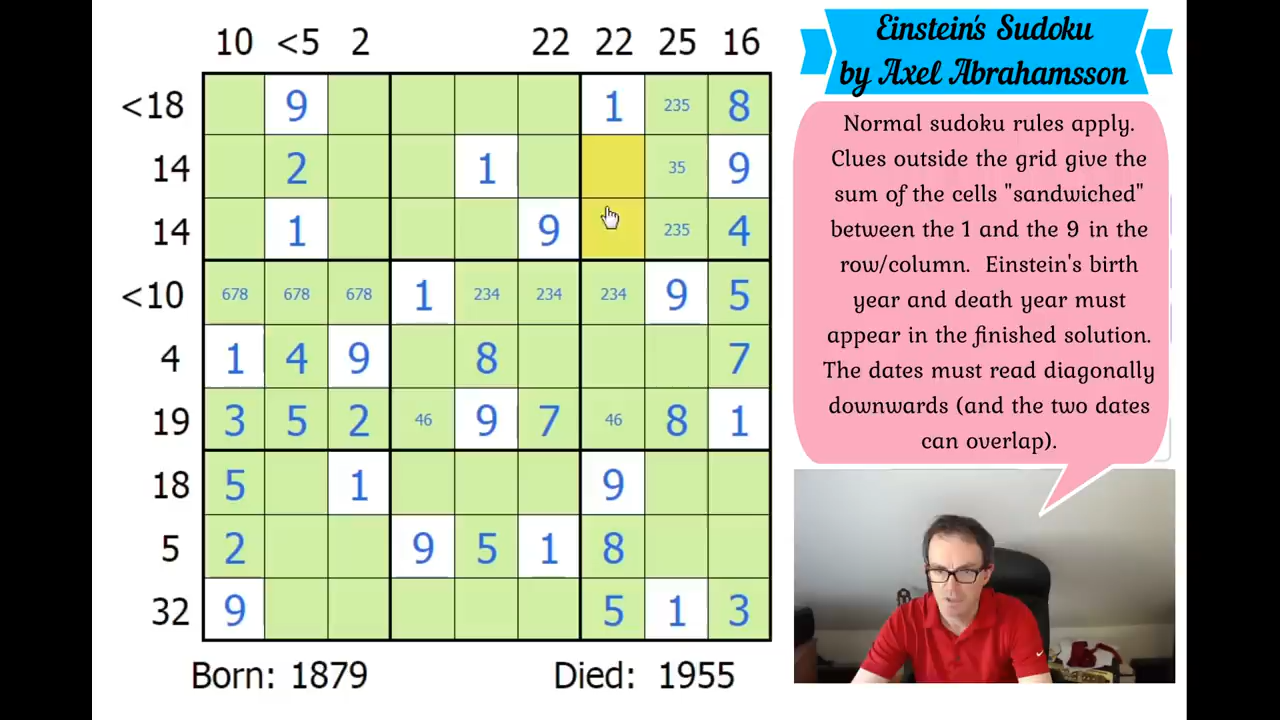 Einstein's Sudoku
by Axel Abrahamsson
Normal sudoku rules apply.
Clues outside the grid give the
sum of the cells "sandwiched"
between the 1 and the 9 in the
row/column. Einstein's birth
year and death year must
appear in the finished solution.
The dates must read diagonally
downwards (and the two dates
can overlap).
10 <5 2 22 22 25 16
<18 9 1 235 8
14 2 1 35 9
14 1 9 235 4
<10 678 678 678 1 234 234 234 9 5
4 1 4 9 8 7
19 3 5 2 46 9 7 46 8 1
18 5 1 9
5 2 9 5 1 8
32 9 5 1 3
Born: 1879 Died: 1955